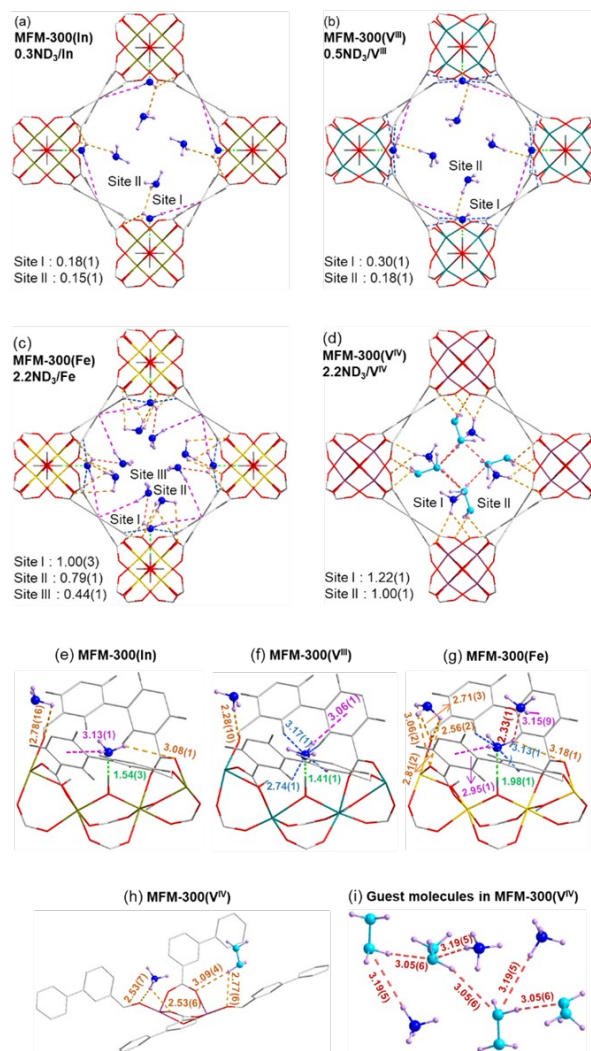 (a)
MFM-300(In)
0.3ND₃/In
Site II
Site I
Site I : 0.18(1)
Site II : 0.15(1)
(b)
MFM-300(Vᴵᴵᴵ)
0.5ND₃/Vᴵᴵᴵ
Site II
Site I
Site I : 0.30(1)
Site II : 0.18(1)
(c)
MFM-300(Fe)
2.2ND₃/Fe
Site III
Site II
Site I
Site I : 1.00(3)
Site II : 0.79(1)
Site III : 0.44(1)
(d)
MFM-300(Vᴵⱽ)
2.2ND₃/Vᴵⱽ
Site I
Site II
Site I : 1.22(1)
Site II : 1.00(1)
(e) MFM-300(In)
2.78(16)
3.13(1)
3.08(1)
1.54(3)
(f) MFM-300(Vᴵᴵᴵ)
2.28(10)
3.17(1)
3.06(1)
2.74(1)
1.41(1)
(g) MFM-300(Fe)
2.71(3)
3.06(2)
2.56(2)
2.33(1)
3.15(9)
3.13(1
3.18(1)
2.81(2)
2.95(1)
1.98(1)
(h) MFM-300(Vᴵⱽ)
2.53(7)
3.09(4)
2.77(6)
2.53(6)
(i) Guest molecules in MFM-300(Vᴵⱽ)
3.19(5)
3.05(6)
3.19(5)
3.05(6)
3.19(5)
3.05(6)